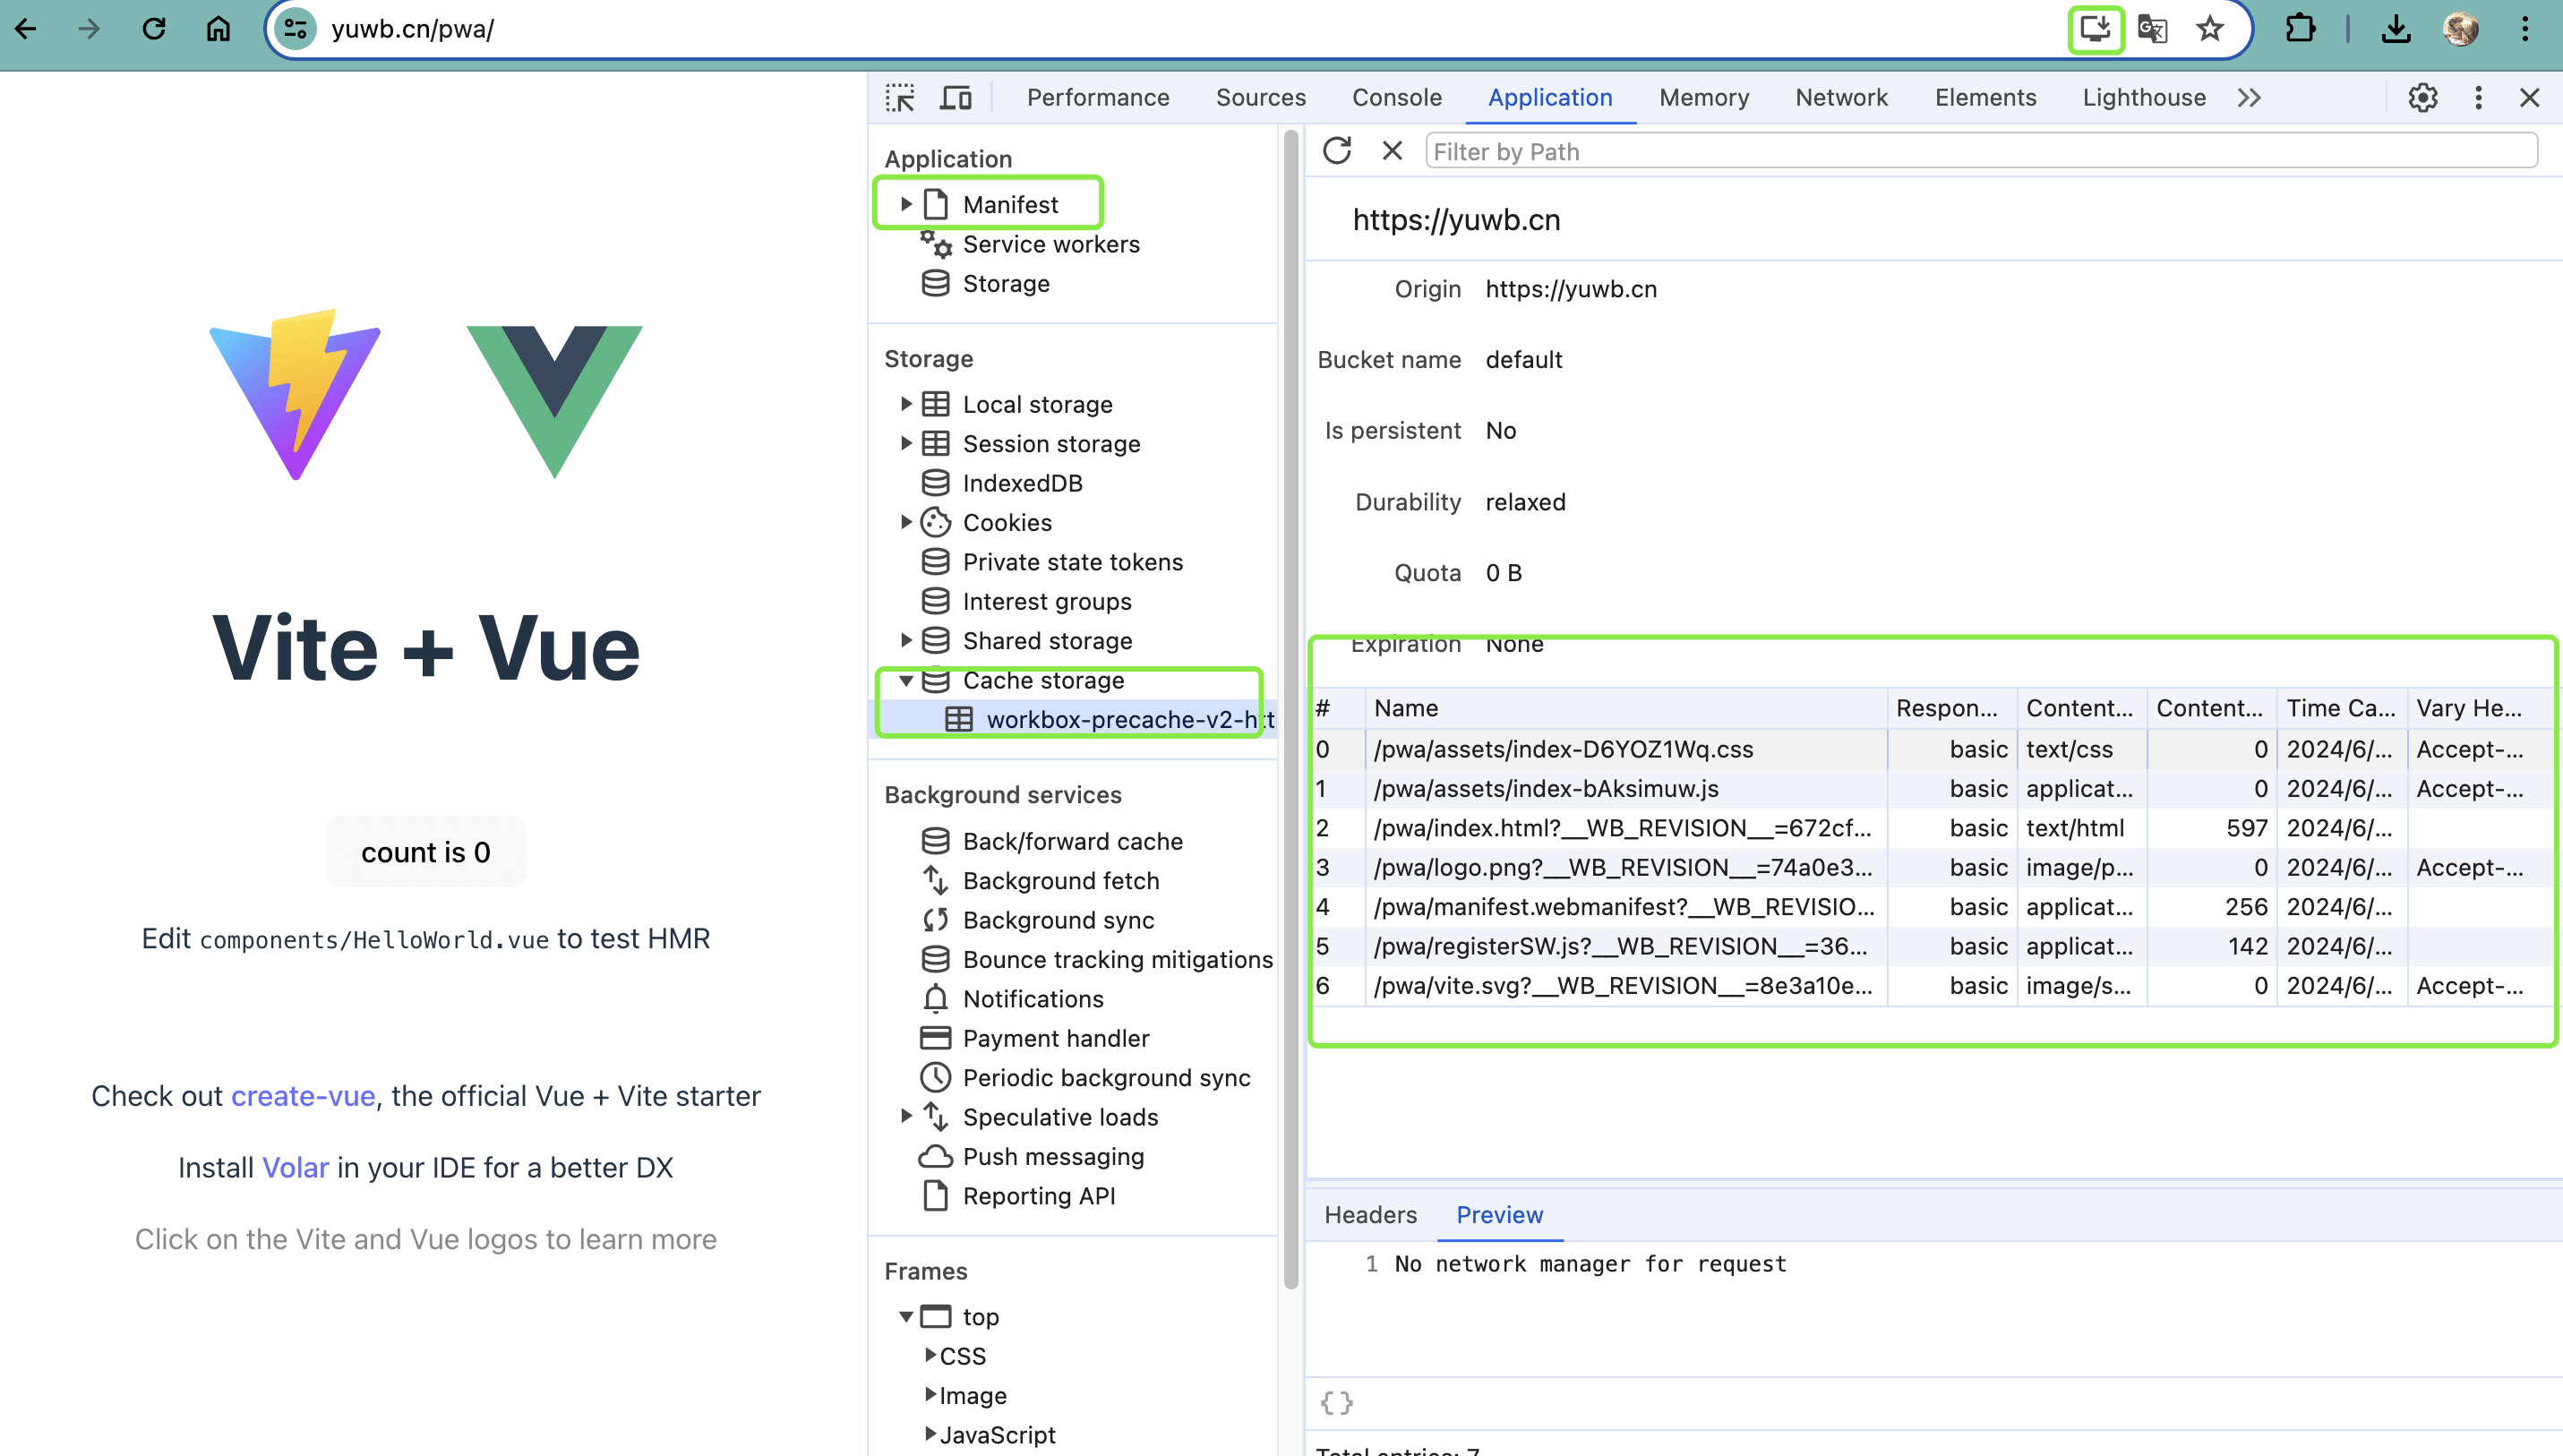 yuwb.cn/pwa/
Performance Sources Console Application Memory Network Elements Lighthouse
Application
Manifest
Service workers
Storage
Storage
Local storage
Session storage
IndexedDB
Cookies
Private state tokens
Interest groups
Shared storage
Cache storage
workbox-precache-v2-htt
Background services
Back/forward cache
Background fetch
Background sync
Bounce tracking mitigations
Notifications
Payment handler
Periodic background sync
Speculative loads
Push messaging
Reporting API
Frames
top
CSS
Image
JavaScript
Filter by Path
https://yuwb.cn
Origin https://yuwb.cn
Bucket name default
Is persistent No
Durability relaxed
Quota 0 B
Expiration None
# Name Respon... Content... Content... Time Ca... Vary He...
0 /pwa/assets/index-D6YOZ1Wq.css basic text/css 0 2024/6/... Accept-...
1 /pwa/assets/index-bAksimuw.js basic applicat... 0 2024/6/... Accept-...
2 /pwa/index.html?__WB_REVISION__=672cf... basic text/html 597 2024/6/...
3 /pwa/logo.png?__WB_REVISION__=74a0e3... basic image/p... 0 2024/6/... Accept-...
4 /pwa/manifest.webmanifest?__WB_REVISIO... basic applicat... 256 2024/6/...
5 /pwa/registerSW.js?__WB_REVISION__=36... basic applicat... 142 2024/6/...
6 /pwa/vite.svg?__WB_REVISION__=8e3a10e... basic image/s... 0 2024/6/... Accept-...
Headers Preview
1 No network manager for request
{}
Total entries: 7
Vite + Vue
count is 0
Edit components/HelloWorld.vue to test HMR
Check out create-vue, the official Vue + Vite starter
Install Volar in your IDE for a better DX
Click on the Vite and Vue logos to learn more